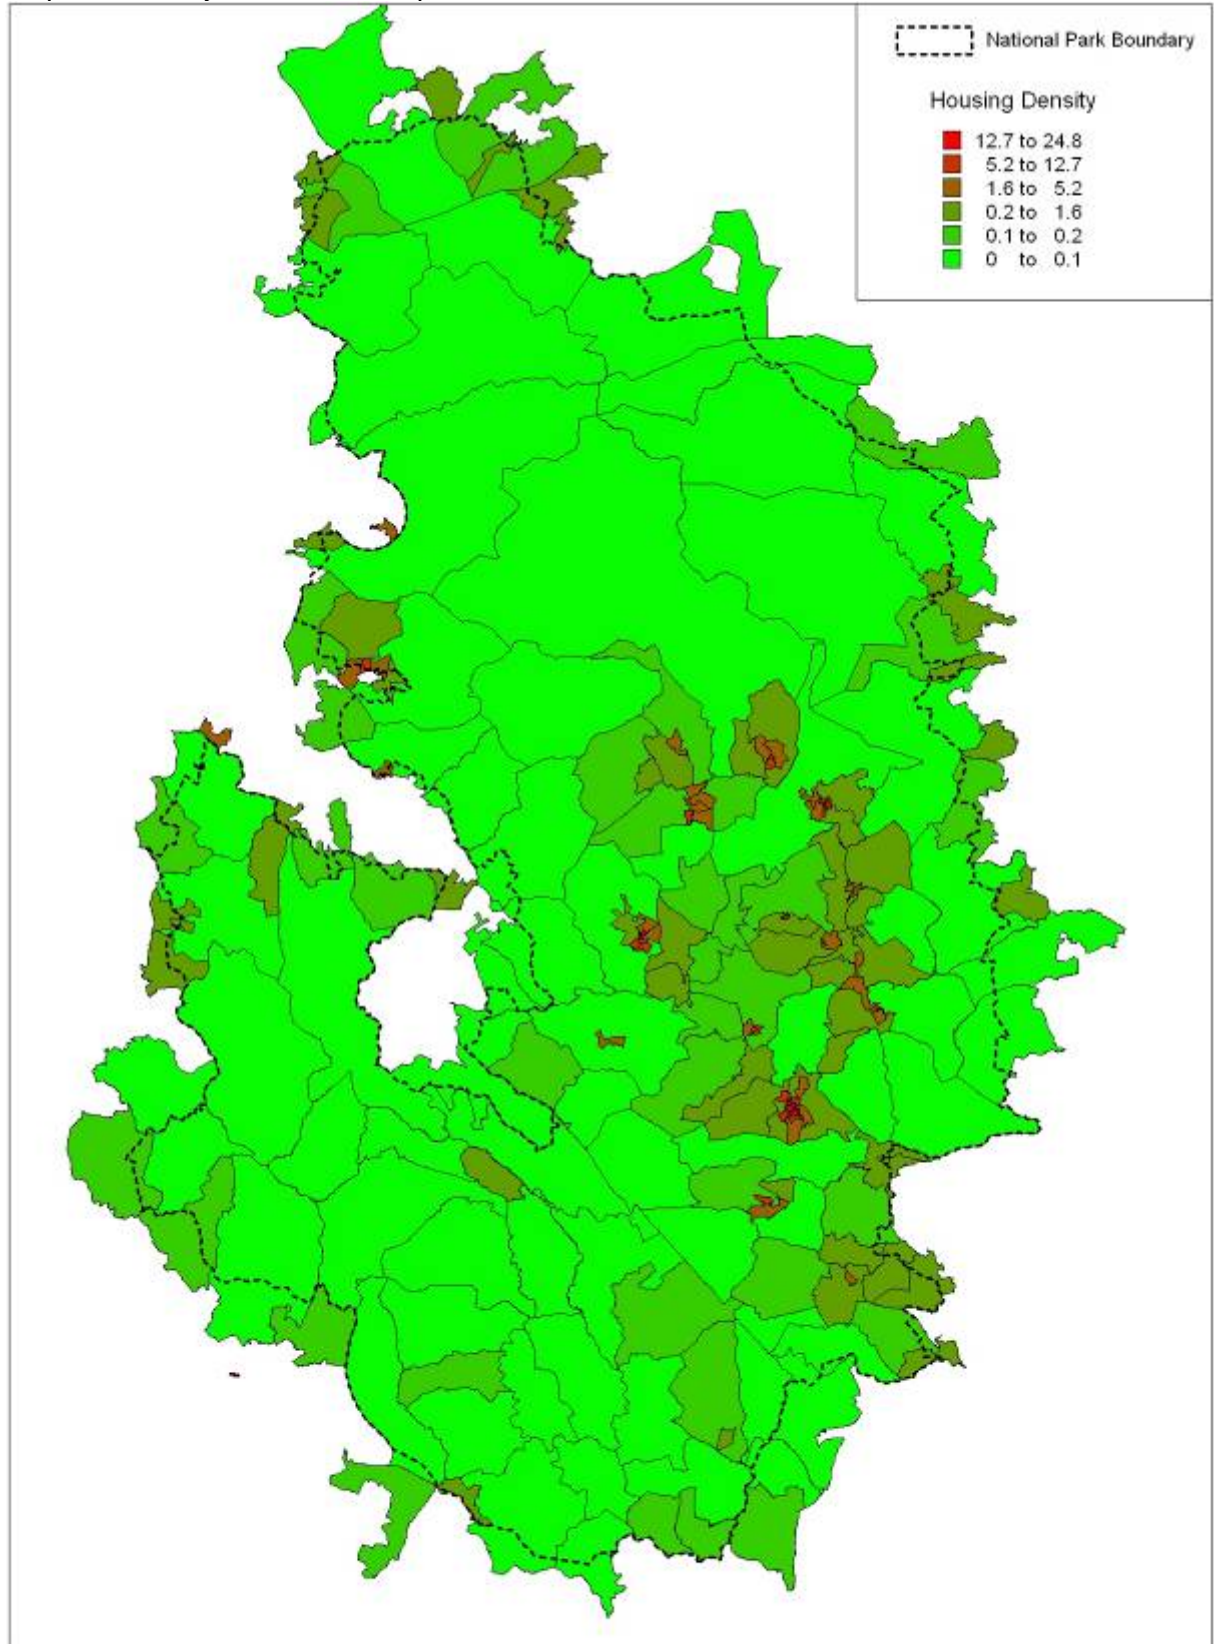 National Park Boundary
Housing Density
12.7 to 24.8
5.2 to 12.7
1.6 to 5.2
0.2 to 1.6
0.1 to 0.2
0 to 0.1